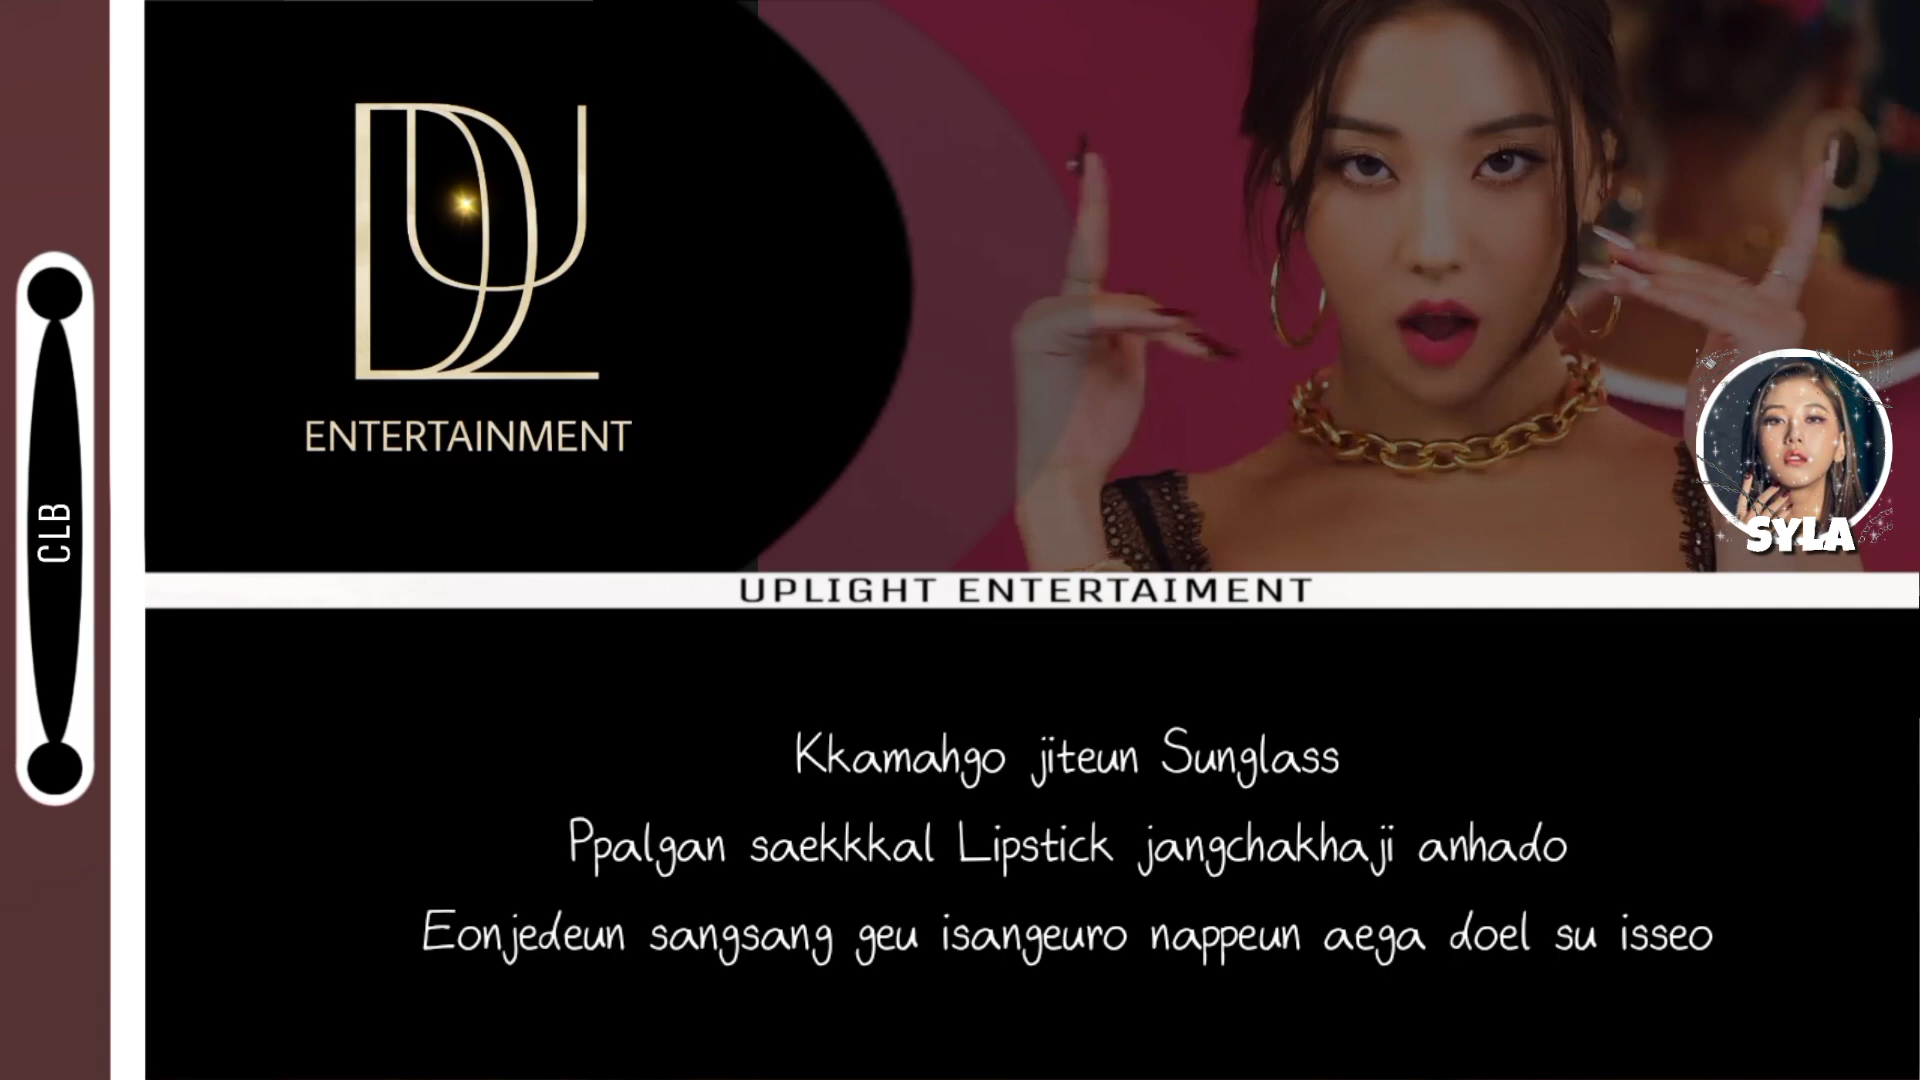 DU
ENTERTAINMENT
CLB
SYLA
UPLIGHT ENTERTAIMENT
Kkamahgo jiteun Sunglass
Ppalgan saekkkal Lipstick jangchakhaji anhado
Eonjedeun sangsang geu isangeuro nappeun aega doel su isseo